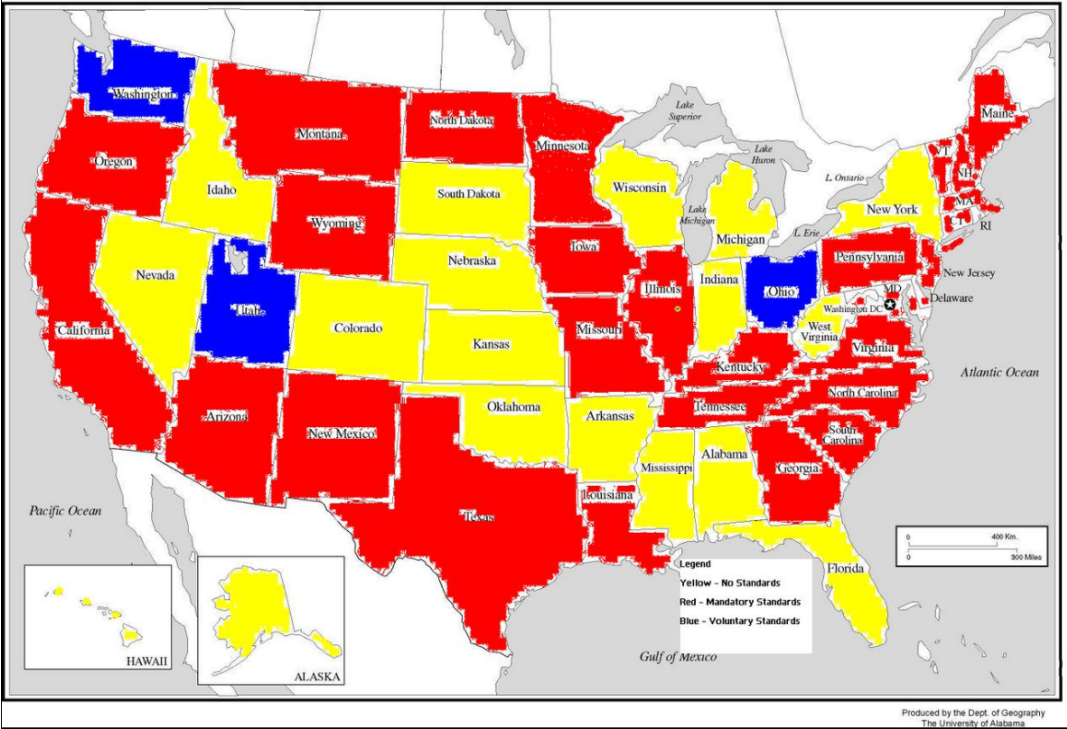 Washington
Montana
North Dakota
Minnesota
Lake
Superior
Maine
Oregon
Idaho
Wyoming
South Dakota
Wisconsin
Lake
Huron
L. Ontario
VT
NH
Lake
Michigan
Michigan
New York
MA
CT
RI
L. Erie
Nevada
Utah
Colorado
Nebraska
Iowa
Illinois
Indiana
Ohio
Pennsylvania
New Jersey
MD
Delaware
Washington DC
West
Virginia
Virginia
California
Kansas
Missouri
Kentucky
Atlantic Ocean
Arizona
New Mexico
Oklahoma
Arkansas
Tennessee
North Carolina
South
Carolina
Mississippi
Alabama
Georgia
Pacific Ocean
Texas
Louisiana
Florida
0 400 Km.
0 300 Miles
Legend
Yellow - No Standards
Red - Mandatory Standards
Blue - Voluntary Standards
HAWAII
ALASKA
Gulf of Mexico
Produced by the Dept. of Geography
The University of Alabama